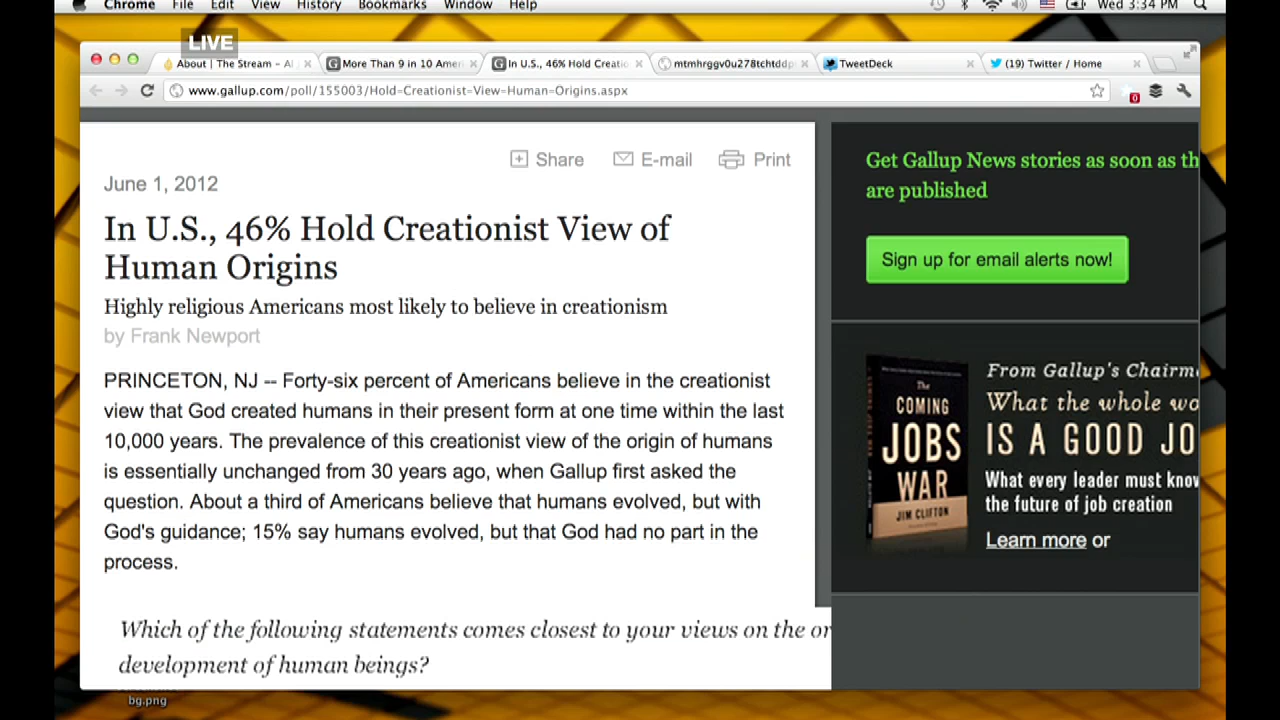 Chrome File Edit View History Bookmarks Window Help Wed 3:34 PM
LIVE
About | The Stream - Al
More Than 9 in 10 Ameri
In U.S., 46% Hold Creatio
mtmhrggv0u278tchtddp
TweetDeck
(19) Twitter / Home
www.gallup.com/poll/155003/Hold-Creationist-View-Human-Origins.aspx
0
Share E-mail Print
June 1, 2012
In U.S., 46% Hold Creationist View of
Human Origins
Highly religious Americans most likely to believe in creationism
by Frank Newport
PRINCETON, NJ -- Forty-six percent of Americans believe in the creationist
view that God created humans in their present form at one time within the last
10,000 years. The prevalence of this creationist view of the origin of humans
is essentially unchanged from 30 years ago, when Gallup first asked the
question. About a third of Americans believe that humans evolved, but with
God's guidance; 15% say humans evolved, but that God had no part in the
process.
Which of the following statements comes closest to your views on the or
development of human beings?
Get Gallup News stories as soon as th
are published
Sign up for email alerts now!
The
COMING
JOBS
WAR
JIM CLIFTON
From Gallup's Chairm
What the whole wo
IS A GOOD JO
What every leader must know
the future of job creation
Learn more or
bg.png